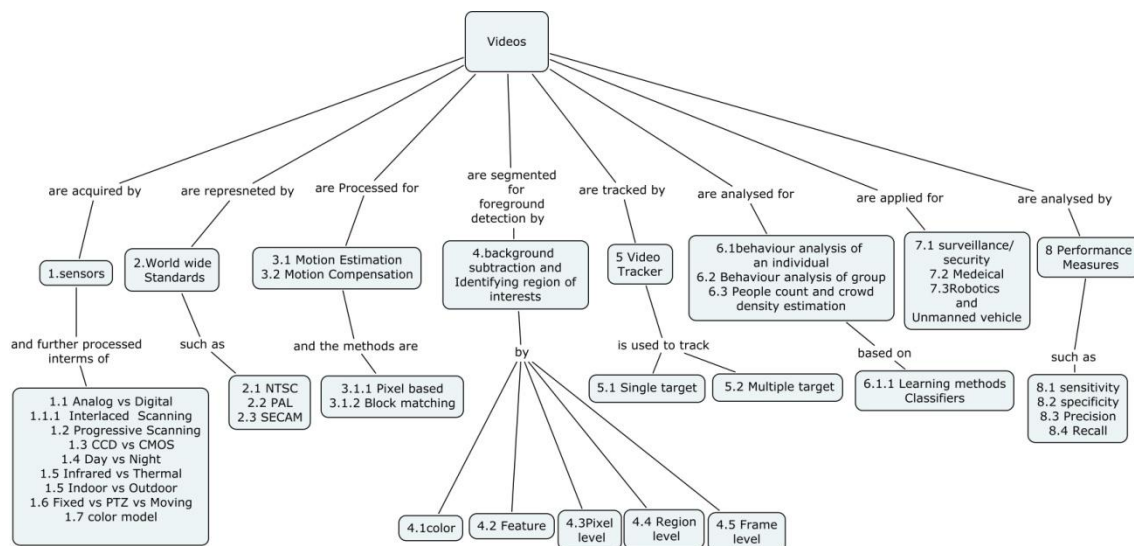 Videos
are acquired by
are represneted by
are Processed for
are segmented
for
foreground
detection by
are tracked by
are analysed for
are applied for
are analysed by
1.sensors
2.World wide
Standards
3.1 Motion Estimation
3.2 Motion Compensation
4.background
subtraction and
Identifying region of
interests
5 Video
Tracker
6.1behaviour analysis of
an individual
6.2 Behaviour analysis of group
6.3 People count and crowd
density estimation
7.1 surveillance/
security
7.2 Medeical
7.3Robotics
and
Unmanned vehicle
8 Performance
Measures
and further processed
interms of
such as
and the methods are
by
is used to track
based on
such as
1.1 Analog vs Digital
1.1.1 Interlaced Scanning
1.2 Progressive Scanning
1.3 CCD vs CMOS
1.4 Day vs Night
1.5 Infrared vs Thermal
1.5 Indoor vs Outdoor
1.6 Fixed vs PTZ vs Moving
1.7 color model
2.1 NTSC
2.2 PAL
2.3 SECAM
3.1.1 Pixel based
3.1.2 Block matching
5.1 Single target
5.2 Multiple target
6.1.1 Learning methods
Classifiers
8.1 sensitivity
8.2 specificity
8.3 Precision
8.4 Recall
4.1color
4.2 Feature
4.3Pixel
level
4.4 Region
level
4.5 Frame
level